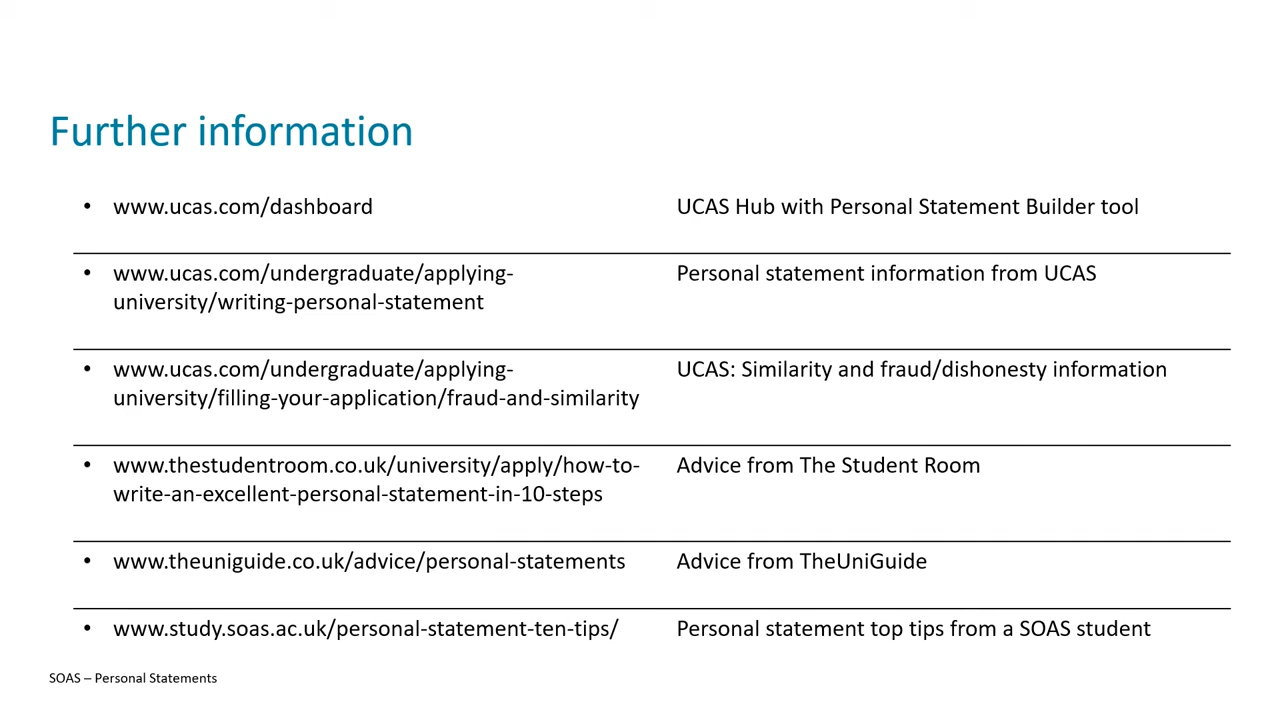 Further information
• www.ucas.com/dashboard
UCAS Hub with Personal Statement Builder tool
• www.ucas.com/undergraduate/applying-
university/writing-personal-statement
Personal statement information from UCAS
• www.ucas.com/undergraduate/applying-
university/filling-your-application/fraud-and-similarity
UCAS: Similarity and fraud/dishonesty information
• www.thestudentroom.co.uk/university/apply/how-to-
write-an-excellent-personal-statement-in-10-steps
Advice from The Student Room
• www.theuniguide.co.uk/advice/personal-statements
Advice from TheUniGuide
• www.study.soas.ac.uk/personal-statement-ten-tips/
Personal statement top tips from a SOAS student
SOAS – Personal Statements